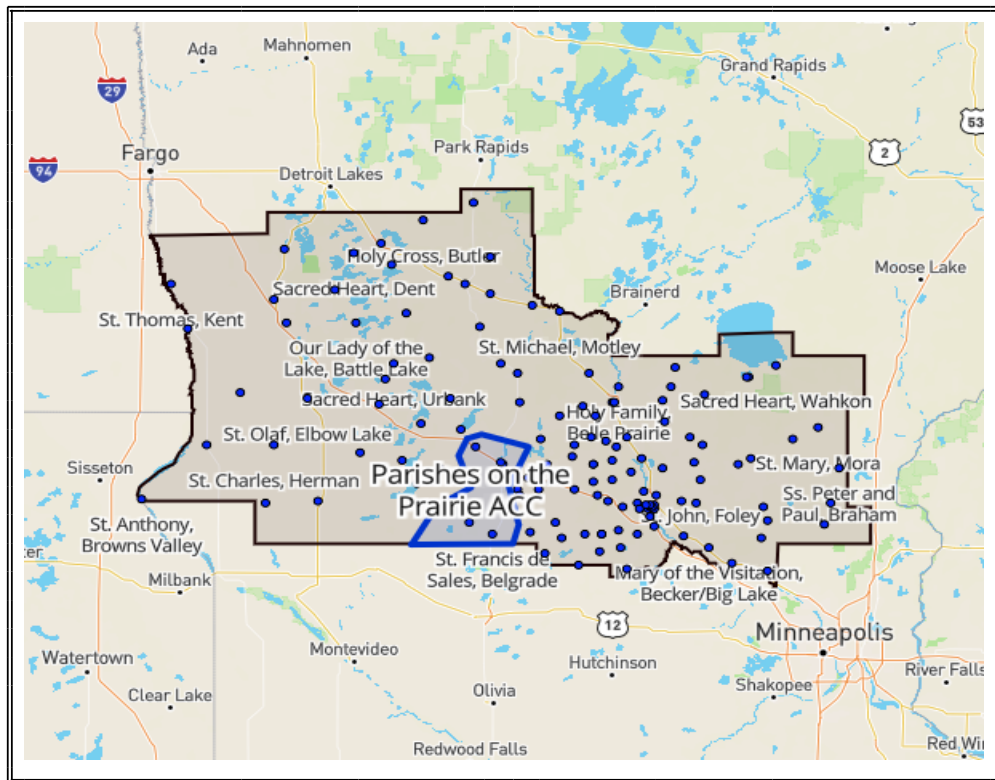 Ada
Mahnomen
Grand Rapids
29
53
2
Park Rapids
Fargo
94
Detroit Lakes
Holy Cross, Butler
Moose Lake
Sacred Heart, Dent
Brainerd
St. Thomas, Kent
Our Lady of the
Lake, Battle Lake
St. Michael, Motley
Sacred Heart, Urbank
Sacred Heart, Wahkon
Holy Family,
Belle Prairie
St. Olaf, Elbow Lake
Sisseton
St. Charles, Herman
Parishes on the
Prairie ACC
St. Mary, Mora
Ss. Peter and
Paul, Braham
St. Anthony,
Browns Valley
. John, Foley
ter
St. Francis de
Sales, Belgrade
Milbank
Mary of the Visitation,
Becker/Big Lake
12
Minneapolis
Montevideo
Hutchinson
Watertown
River Falls
Clear Lake
Olivia
Shakopee
Redwood Falls
Red Win